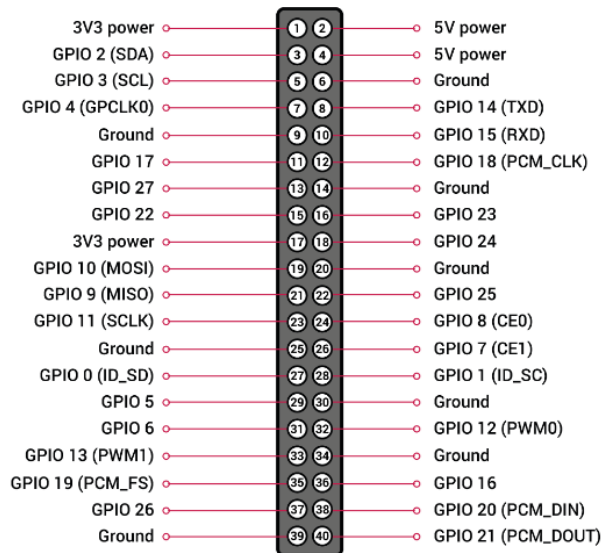 3V3 power 1 2 5V power
GPIO 2 (SDA) 3 4 5V power
GPIO 3 (SCL) 5 6 Ground
GPIO 4 (GPCLK0) 7 8 GPIO 14 (TXD)
Ground 9 10 GPIO 15 (RXD)
GPIO 17 11 12 GPIO 18 (PCM_CLK)
GPIO 27 13 14 Ground
GPIO 22 15 16 GPIO 23
3V3 power 17 18 GPIO 24
GPIO 10 (MOSI) 19 20 Ground
GPIO 9 (MISO) 21 22 GPIO 25
GPIO 11 (SCLK) 23 24 GPIO 8 (CE0)
Ground 25 26 GPIO 7 (CE1)
GPIO 0 (ID_SD) 27 28 GPIO 1 (ID_SC)
GPIO 5 29 30 Ground
GPIO 6 31 32 GPIO 12 (PWM0)
GPIO 13 (PWM1) 33 34 Ground
GPIO 19 (PCM_FS) 35 36 GPIO 16
GPIO 26 37 38 GPIO 20 (PCM_DIN)
Ground 39 40 GPIO 21 (PCM_DOUT)